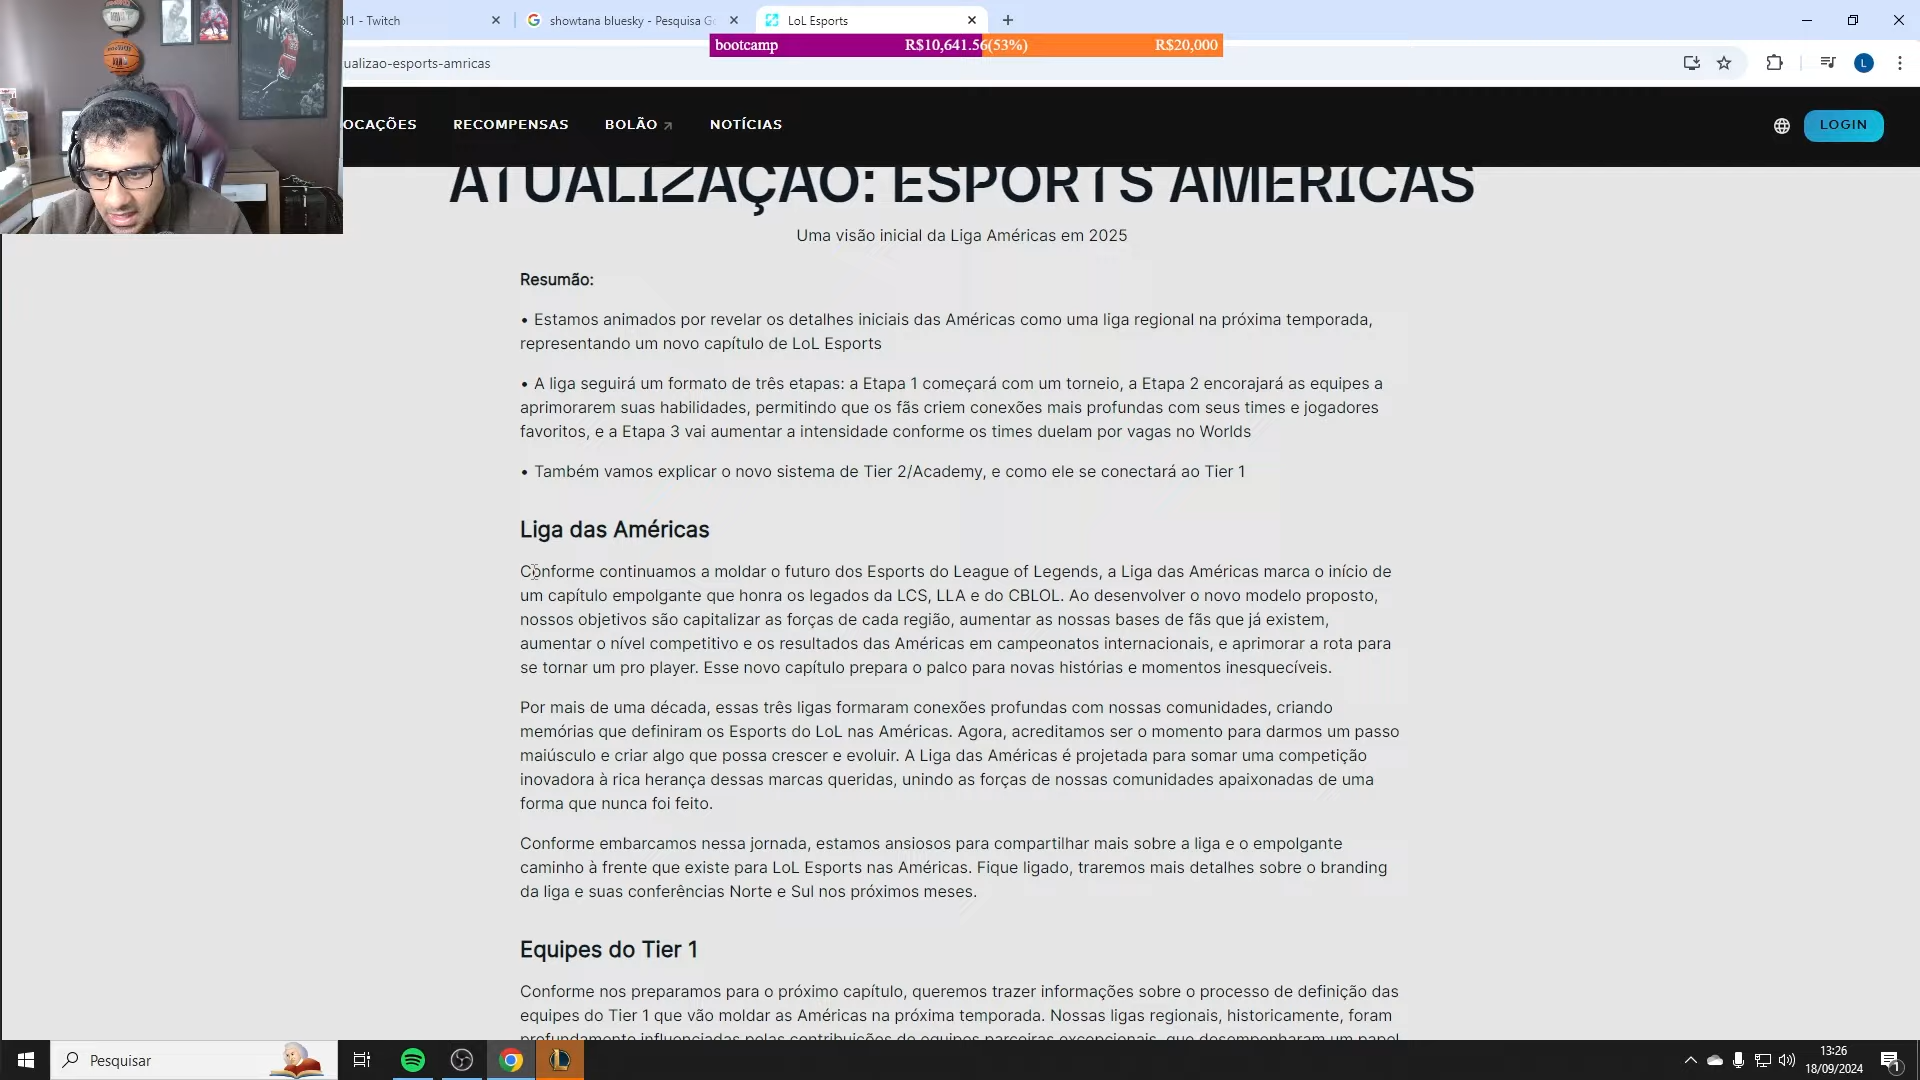 ol1 - Twitch
showtana bluesky - Pesquisa Go
LoL Esports
bootcamp R$10,641.56(53%) R$20,000
ualizao-esports-amricas
L
OCAÇÕES RECOMPENSAS BOLÃO NOTÍCIAS LOGIN
ATUALIZAÇÃO: ESPORTS AMÉRICAS
Uma visão inicial da Liga Américas em 2025
Resumão:
• Estamos animados por revelar os detalhes iniciais das Américas como uma liga regional na próxima temporada,
representando um novo capítulo de LoL Esports
• A liga seguirá um formato de três etapas: a Etapa 1 começará com um torneio, a Etapa 2 encorajará as equipes a
aprimorarem suas habilidades, permitindo que os fãs criem conexões mais profundas com seus times e jogadores
favoritos, e a Etapa 3 vai aumentar a intensidade conforme os times duelam por vagas no Worlds
• Também vamos explicar o novo sistema de Tier 2/Academy, e como ele se conectará ao Tier 1
Liga das Américas
Conforme continuamos a moldar o futuro dos Esports do League of Legends, a Liga das Américas marca o início de
um capítulo empolgante que honra os legados da LCS, LLA e do CBLOL. Ao desenvolver o novo modelo proposto,
nossos objetivos são capitalizar as forças de cada região, aumentar as nossas bases de fãs que já existem,
aumentar o nível competitivo e os resultados das Américas em campeonatos internacionais, e aprimorar a rota para
se tornar um pro player. Esse novo capítulo prepara o palco para novas histórias e momentos inesquecíveis.
Por mais de uma década, essas três ligas formaram conexões profundas com nossas comunidades, criando
memórias que definiram os Esports do LoL nas Américas. Agora, acreditamos ser o momento para darmos um passo
maiúsculo e criar algo que possa crescer e evoluir. A Liga das Américas é projetada para somar uma competição
inovadora à rica herança dessas marcas queridas, unindo as forças de nossas comunidades apaixonadas de uma
forma que nunca foi feito.
Conforme embarcamos nessa jornada, estamos ansiosos para compartilhar mais sobre a liga e o empolgante
caminho à frente que existe para LoL Esports nas Américas. Fique ligado, traremos mais detalhes sobre o branding
da liga e suas conferências Norte e Sul nos próximos meses.
Equipes do Tier 1
Conforme nos preparamos para o próximo capítulo, queremos trazer informações sobre o processo de definição das
equipes do Tier 1 que vão moldar as Américas na próxima temporada. Nossas ligas regionais, historicamente, foram
profundamente influenciadas pelas contribuições de equipes parceiras excepcionais, que desempenharam um papel
Pesquisar
13:26
18/09/2024
1